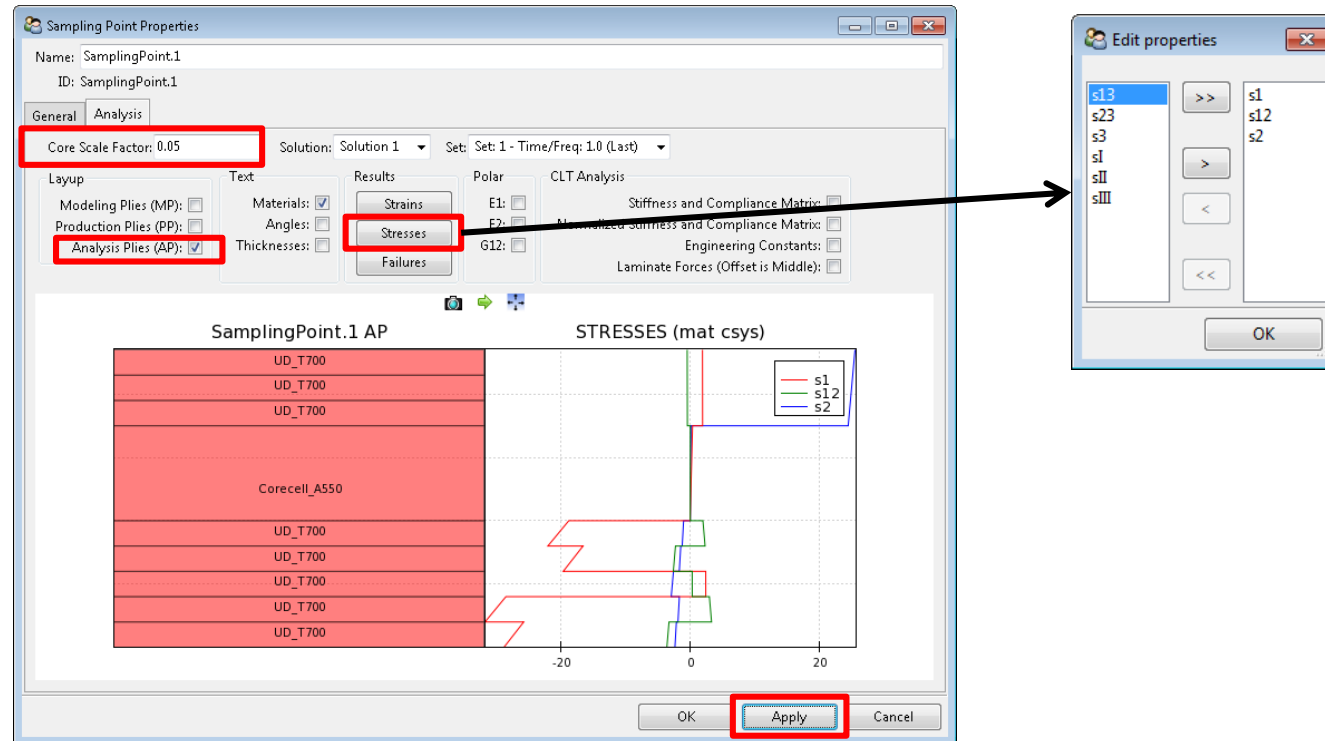 Sampling Point Properties
Name: SamplingPoint.1
ID: SamplingPoint.1
General Analysis
Core Scale Factor: 0.05 Solution: Solution 1 Set: Set: 1 - Time/Freq: 1.0 (Last)
Layup Text Results Polar CLT Analysis
Modeling Plies (MP): Materials: Strains E1: Stiffness and Compliance Matrix:
Production Plies (PP): Angles: Stresses E2: Normalized Stiffness and Compliance Matrix:
Analysis Plies (AP): Thicknesses: Failures G12: Engineering Constants:
Laminate Forces (Offset is Middle):
SamplingPoint.1 AP STRESSES (mat csys)
UD_T700
UD_T700
UD_T700
Corecell_A550
UD_T700
UD_T700
UD_T700
UD_T700
UD_T700
s1
s12
s2
-20 0 20
OK Apply Cancel
Edit properties
s13 >> s1
s23 s12
s3 > s2
sI
sII
sIII <
<<
OK